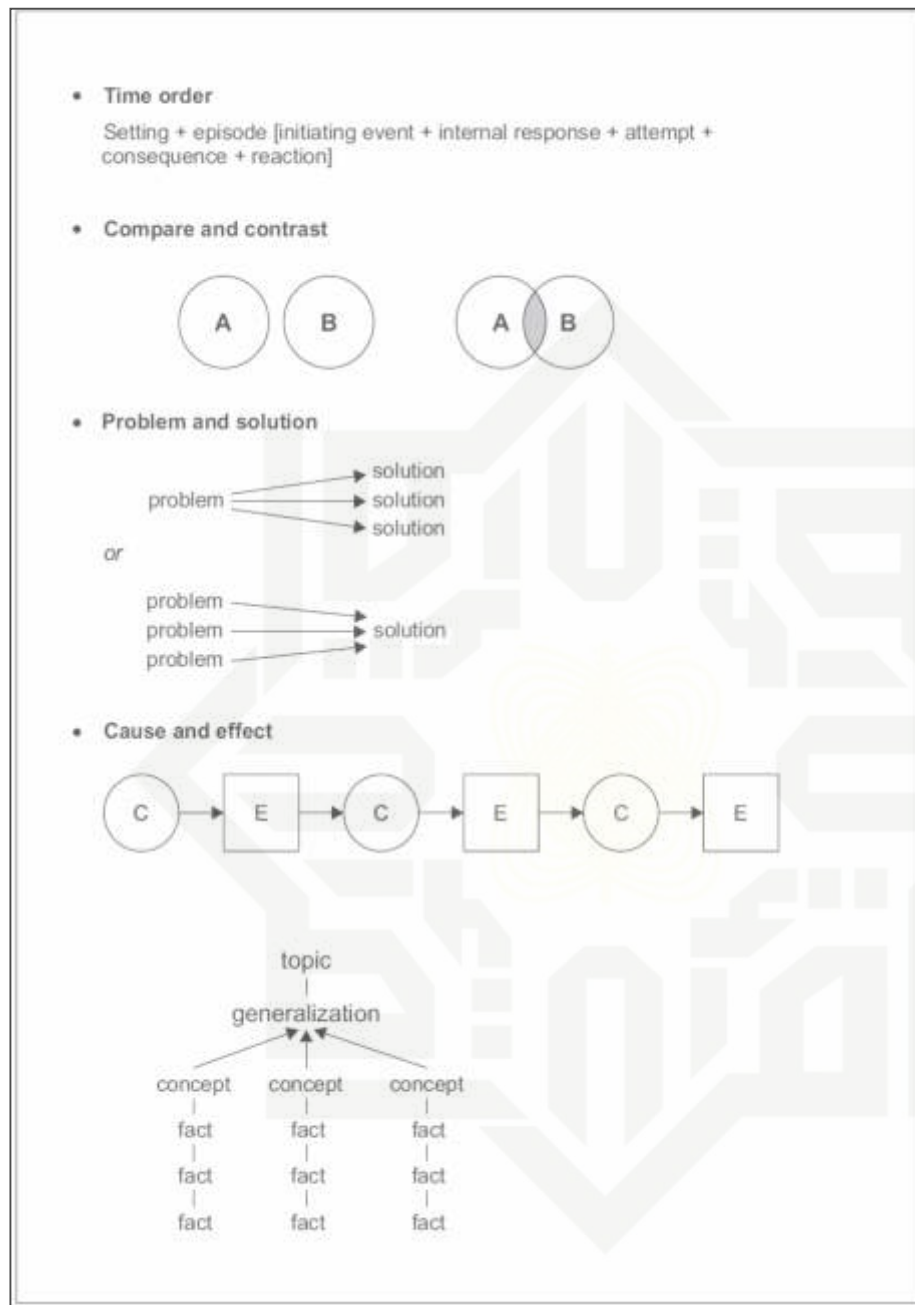 • Time order
Setting + episode [initiating event + internal response + attempt +
consequence + reaction]
• Compare and contrast
A B A B
• Problem and solution
solution
problem solution
solution
or
problem
problem solution
problem
• Cause and effect
C E C E C E
topic
generalization
concept concept concept
fact fact fact
fact fact fact
fact fact fact